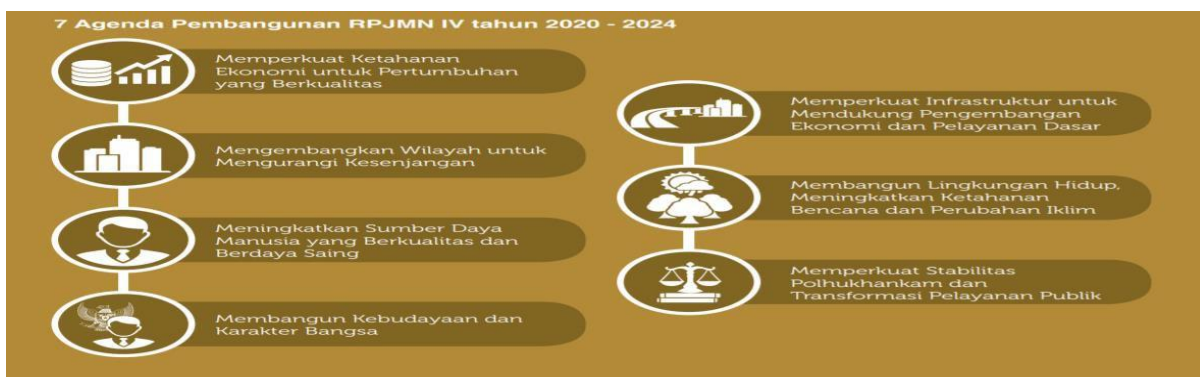 7 Agenda Pembangunan RPJMN IV tahun 2020 - 2024
Memperkuat Ketahanan
Ekonomi untuk Pertumbuhan
yang Berkualitas
Mengembangkan Wilayah untuk
Mengurangi Kesenjangan
Meningkatkan Sumber Daya
Manusia yang Berkualitas dan
Berdaya Saing
Membangun Kebudayaan dan
Karakter Bangsa
Memperkuat Infrastruktur untuk
Mendukung Pengembangan
Ekonomi dan Pelayanan Dasar
Membangun Lingkungan Hidup,
Meningkatkan Ketahanan
Bencana dan Perubahan Iklim
Memperkuat Stabilitas
Polhukhankam dan
Transformasi Pelayanan Publik